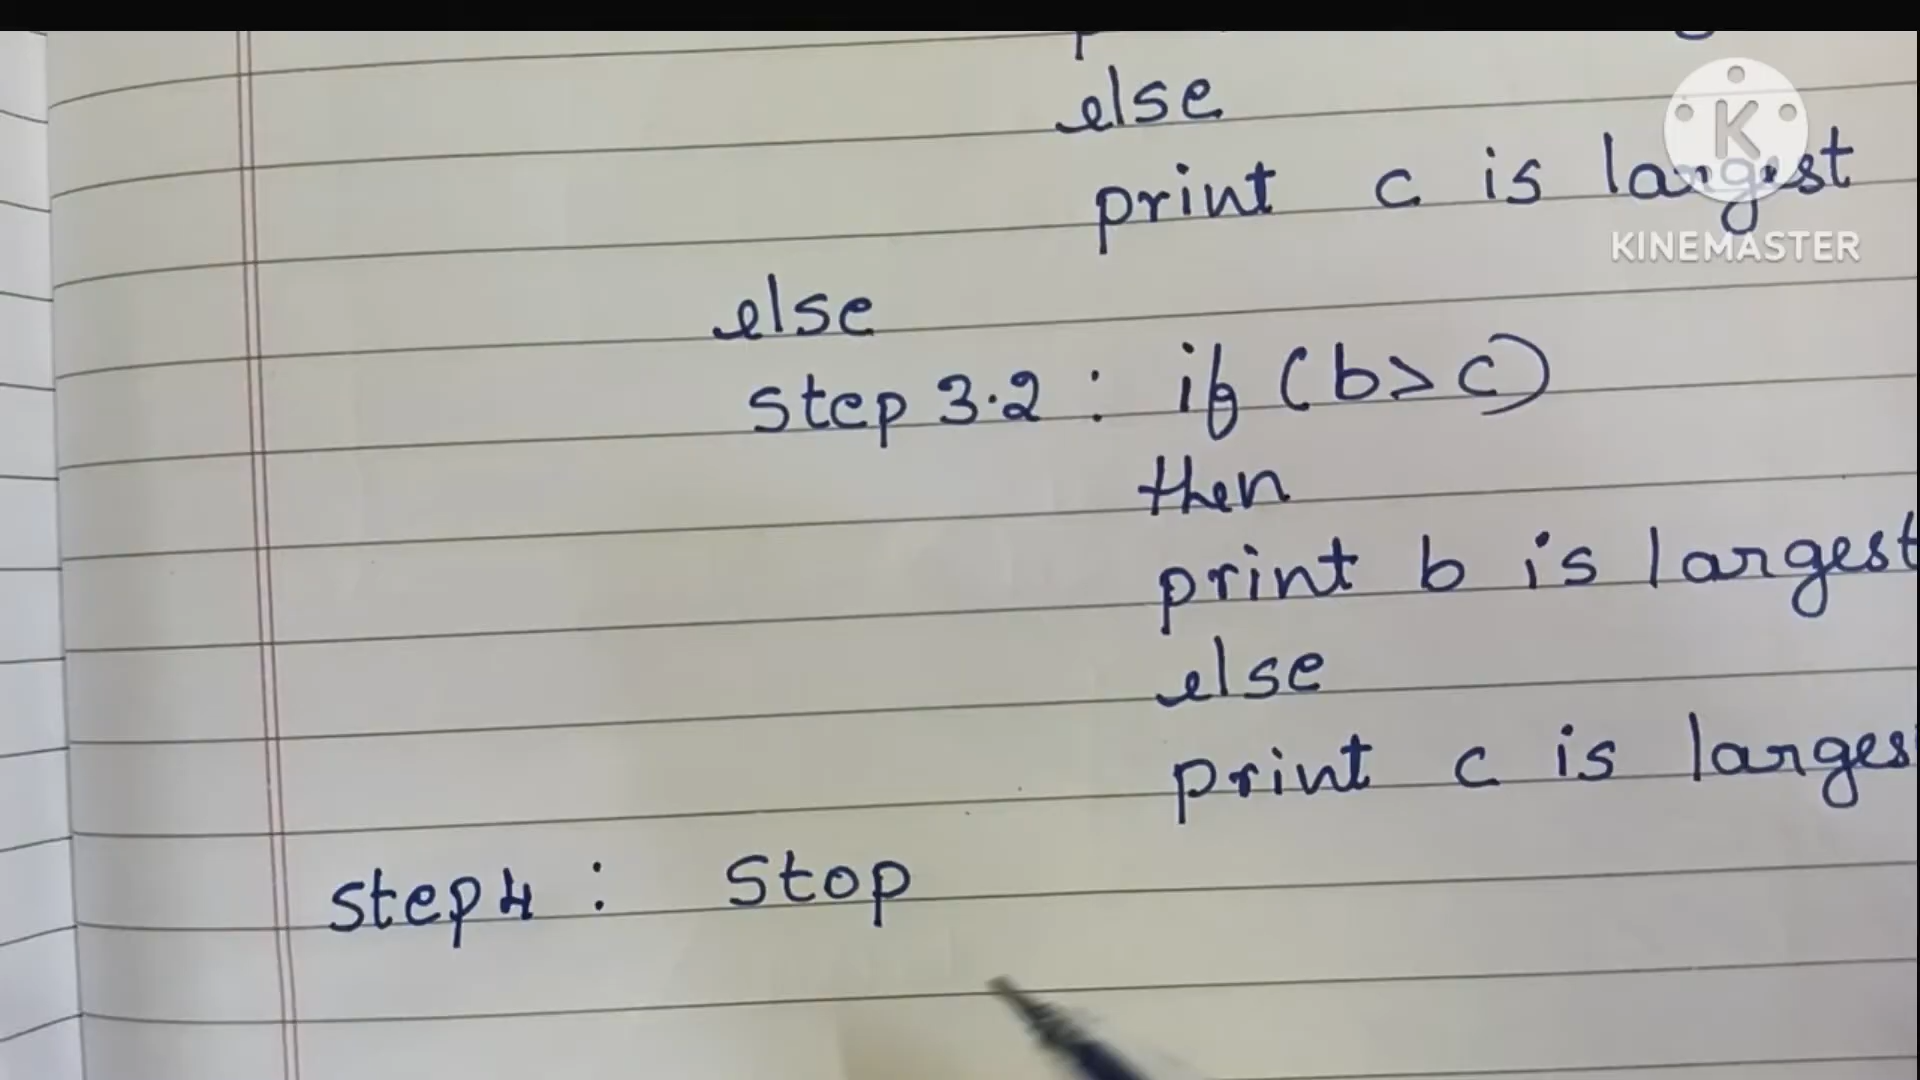 else
print c is largest
K
KINEMASTER
else
step 3.2 : if (b>c)
then
print b is largest
else
print c is larges
step4 : Stop